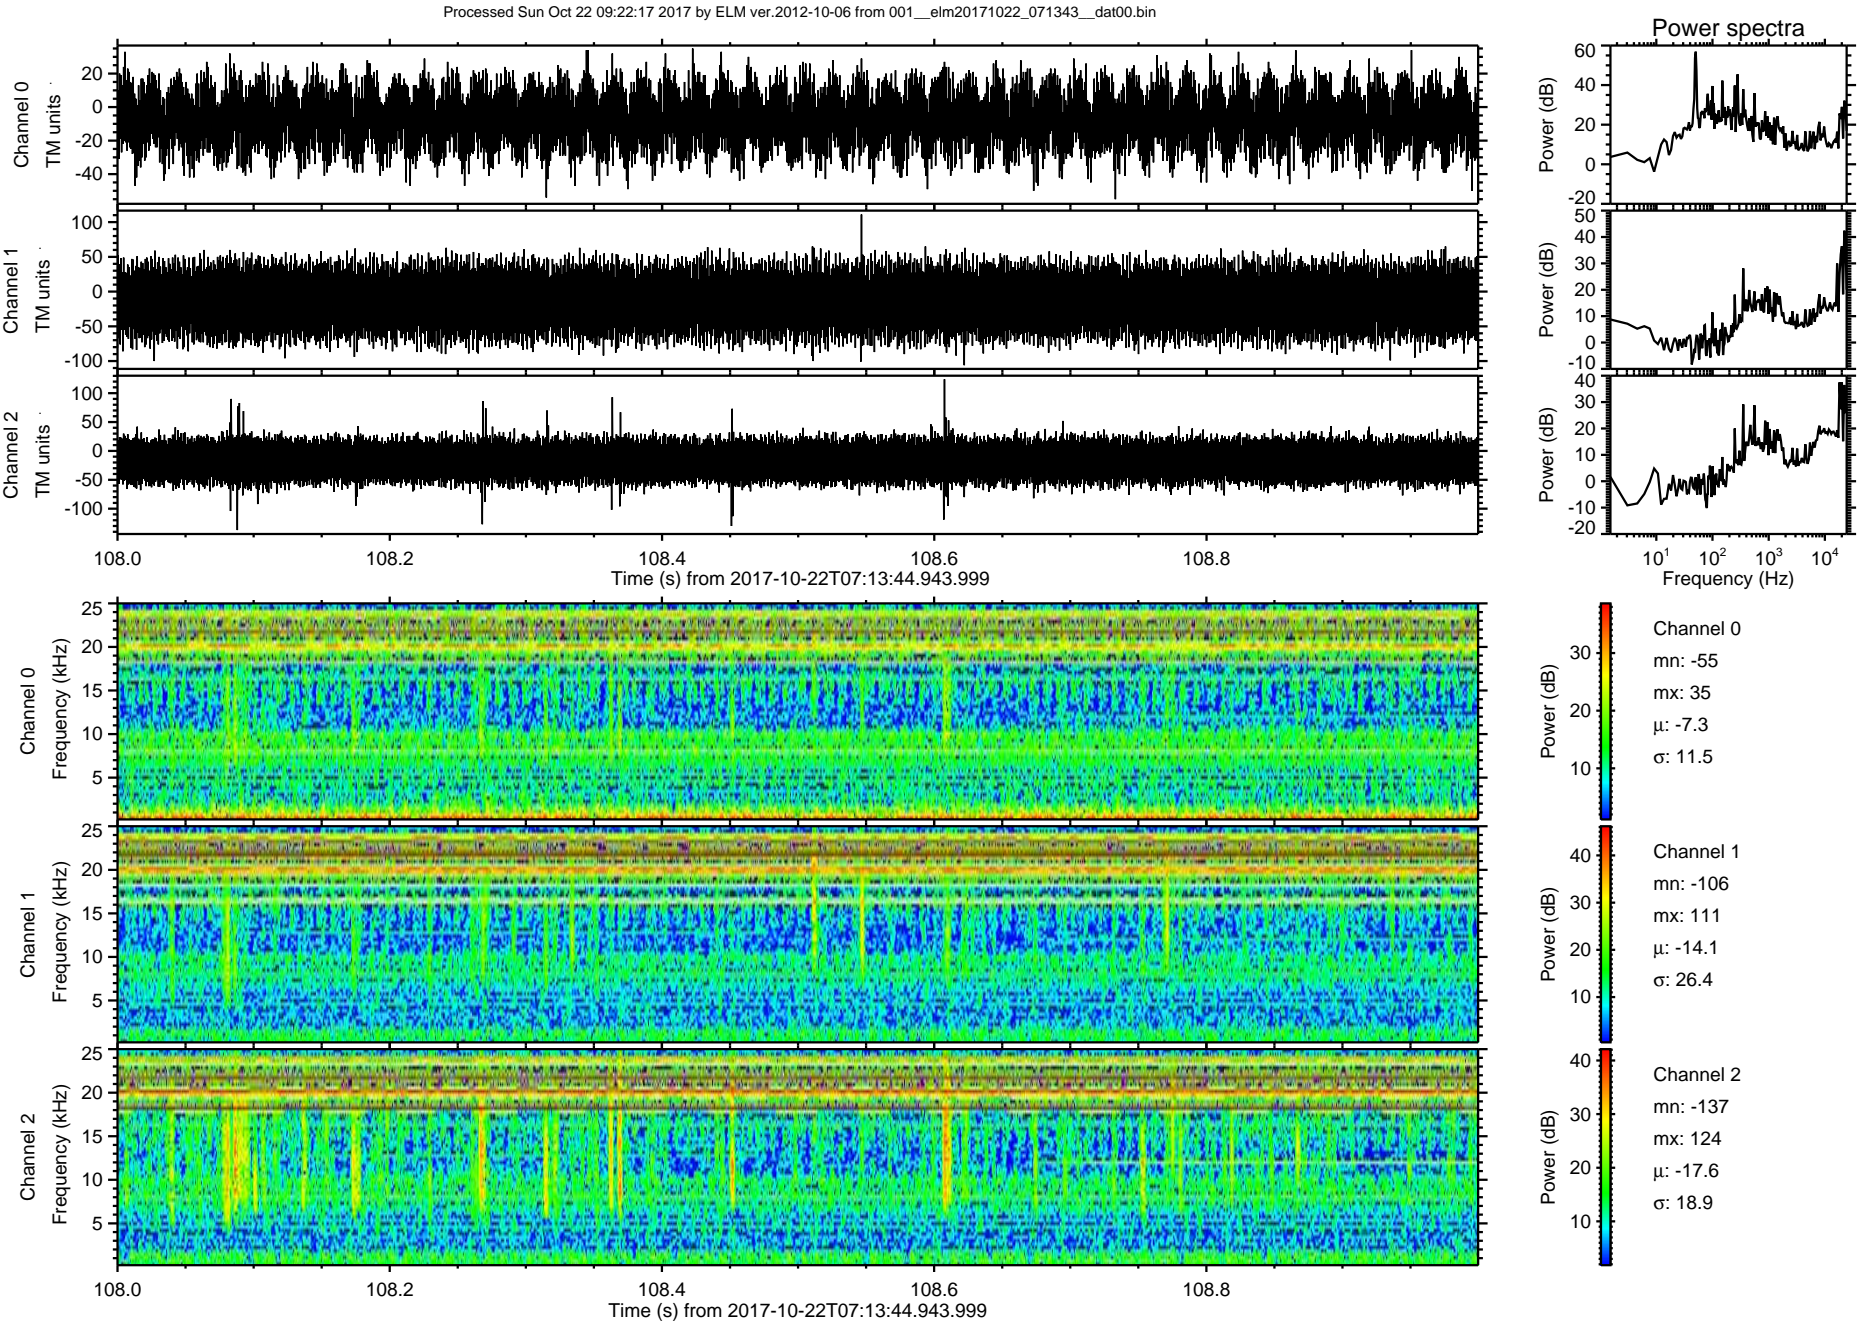 Processed Sun Oct 22 09:22:17 2017 by ELM ver.2012-10-06 from 001__elm20171022_071343__dat00.bin
Power spectra
Channel 0
TM units
20
0
-20
-40
Power (dB)
60
40
20
0
-20
Channel 1
TM units
100
50
0
-50
-100
Power (dB)
50
40
30
20
10
0
-10
Channel 2
TM units
100
50
0
-50
-100
Power (dB)
40
30
20
10
0
-10
-20
108.0 108.2 108.4 108.6 108.8
Time (s) from 2017-10-22T07:13:44.943.999
10^1 10^2 10^3 10^4
Frequency (Hz)
Channel 0
Frequency (kHz)
25
20
15
10
5
Power (dB)
30
20
10
Channel 0
mn: -55
mx: 35
μ: -7.3
σ: 11.5
Channel 1
Frequency (kHz)
25
20
15
10
5
Power (dB)
40
30
20
10
Channel 1
mn: -106
mx: 111
μ: -14.1
σ: 26.4
Channel 2
Frequency (kHz)
25
20
15
10
5
Power (dB)
40
30
20
10
Channel 2
mn: -137
mx: 124
μ: -17.6
σ: 18.9
108.0 108.2 108.4 108.6 108.8
Time (s) from 2017-10-22T07:13:44.943.999